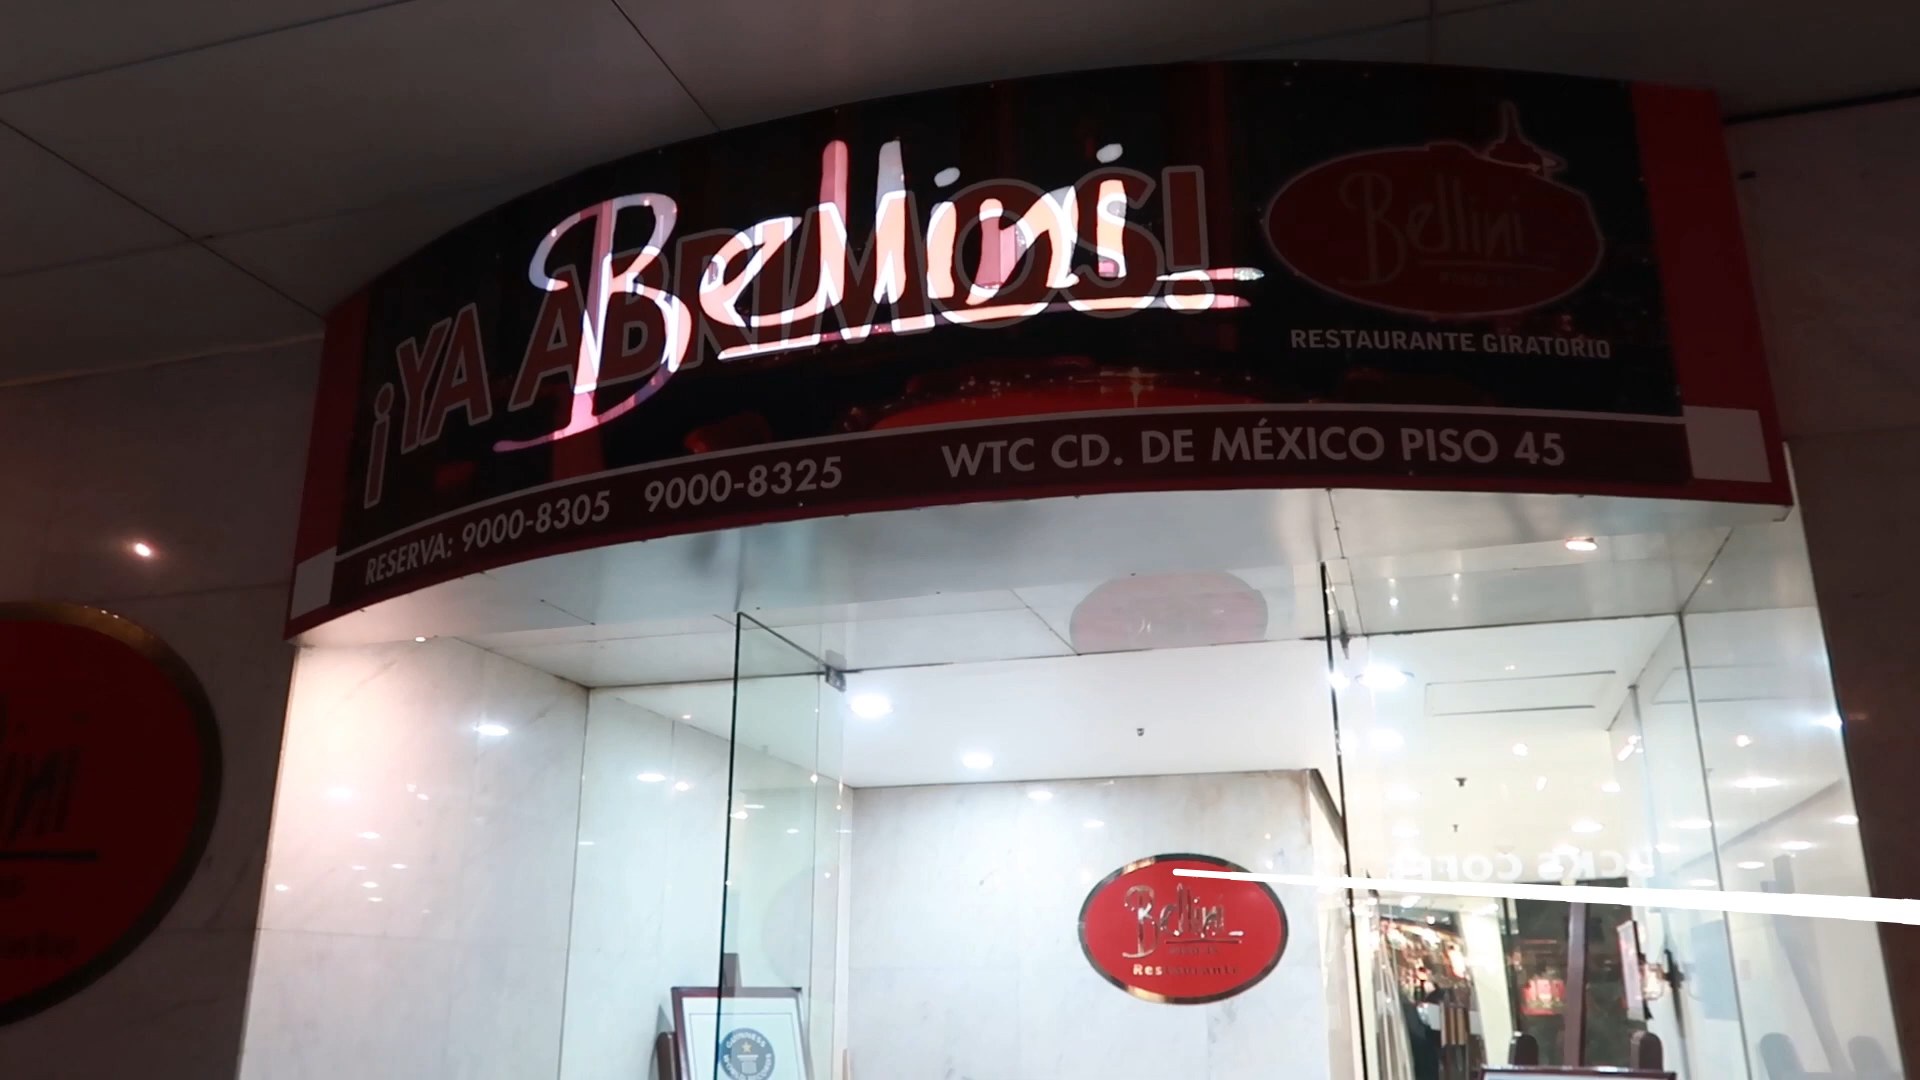 Bellini
¡YA ABRIMOS!
Bellini
RESTAURANTE GIRATORIO
RESERVA: 9000-8305 9000-8325 WTC CD. DE MÉXICO PISO 45
Bellini
Restaurante
GUINNESS